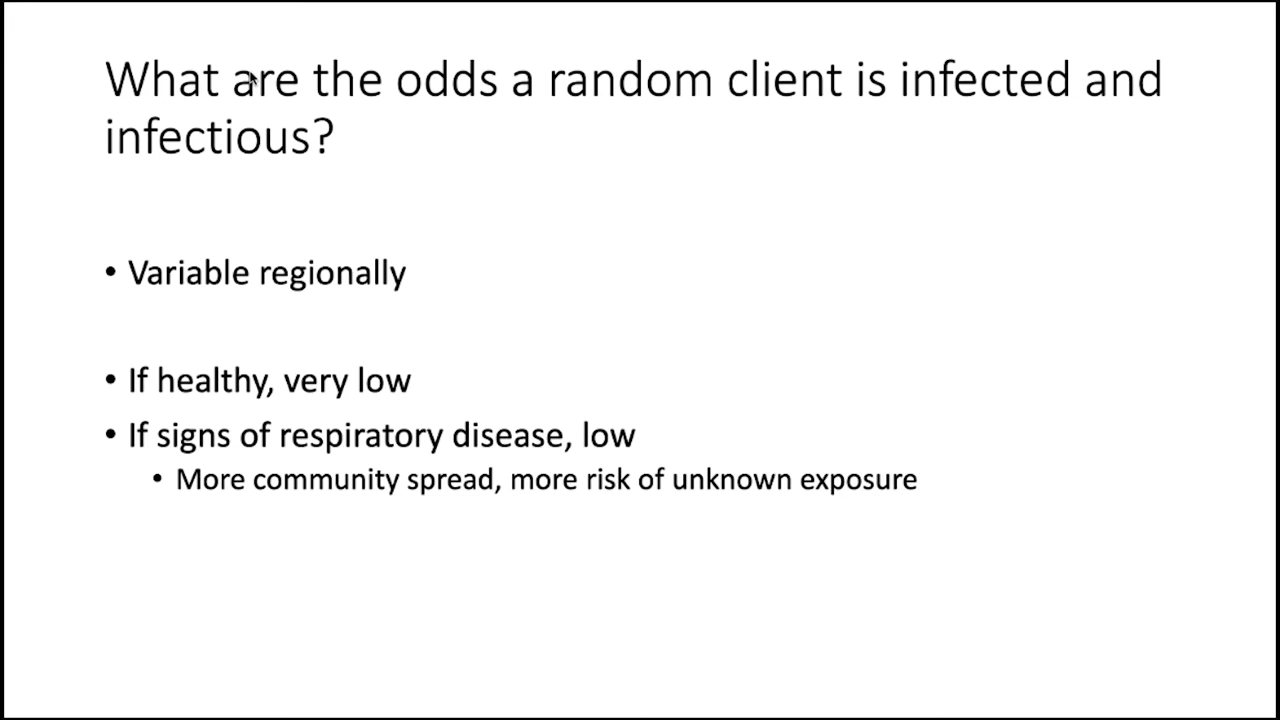 What are the odds a random client is infected and
infectious?
• Variable regionally
• If healthy, very low
• If signs of respiratory disease, low
• More community spread, more risk of unknown exposure